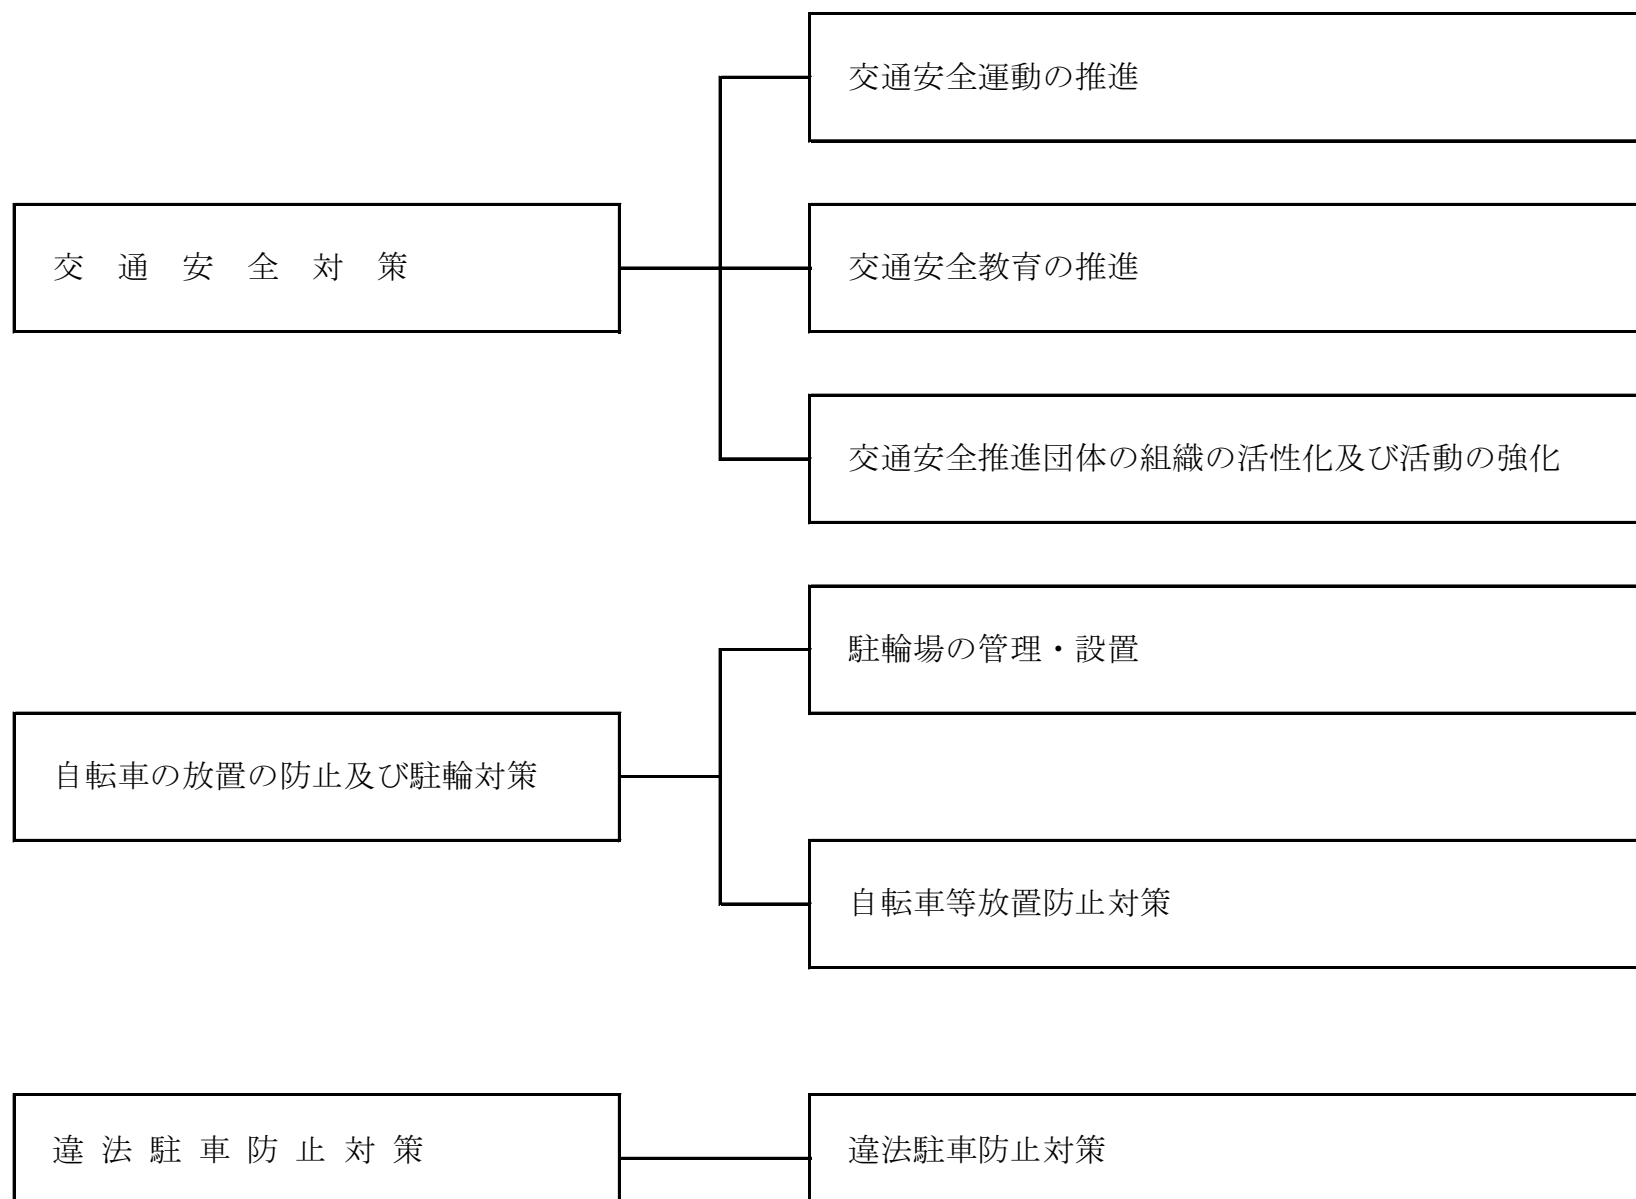 交通安全運動の推進
交通安全対策
交通安全教育の推進
交通安全推進団体の組織の活性化及び活動の強化
駐輪場の管理・設置
自転車の放置の防止及び駐輪対策
自転車等放置防止対策
違法駐車防止対策
違法駐車防止対策